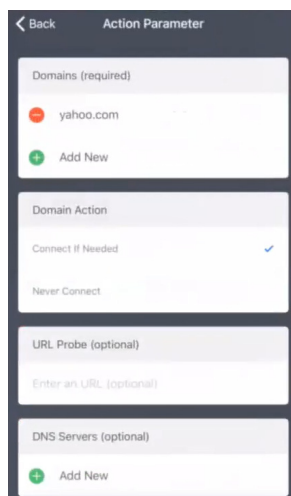 Back Action Parameter
Domains (required)
yahoo.com
Add New
Domain Action
Connect If Needed
Never Connect
URL Probe (optional)
Enter an URL (optional)
DNS Servers (optional)
Add New